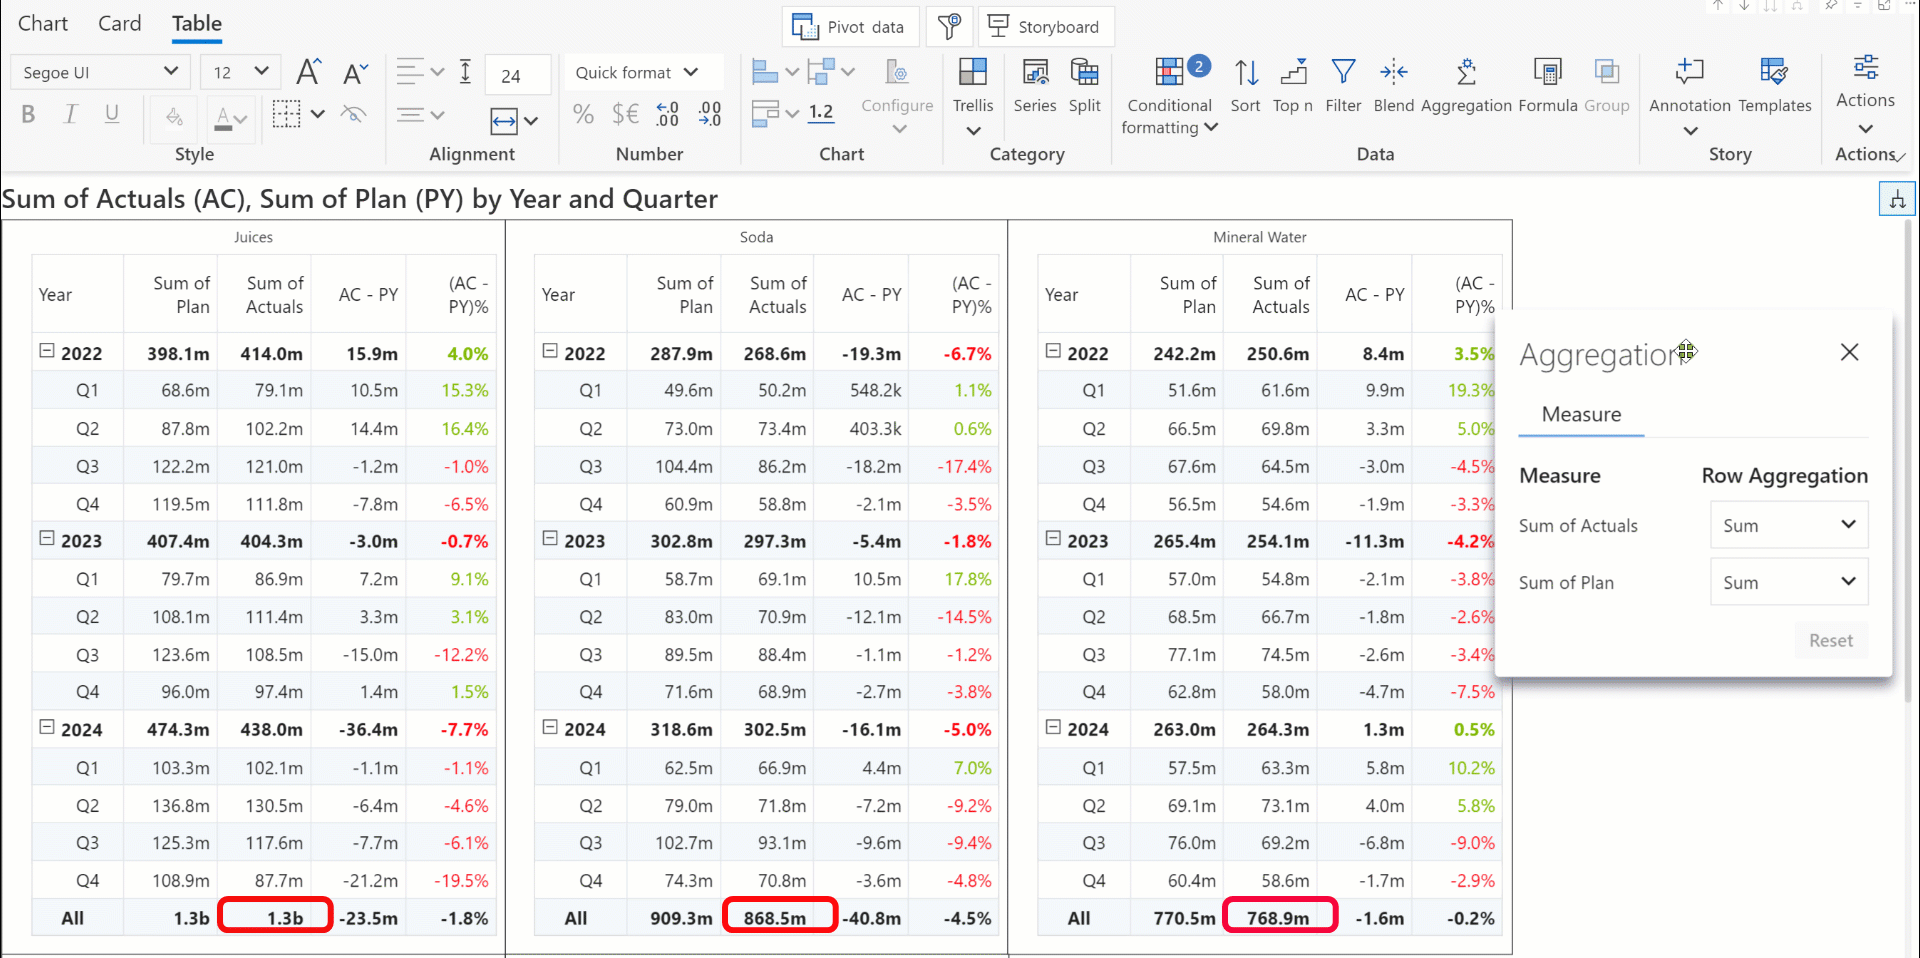 Chart Card Table
Pivot data Storyboard
Segoe UI 12 A A 24 Quick format 2
Configure Trellis Series Split Conditional formatting Sort Top n Filter Blend Aggregation Formula Group Annotation Templates Actions
B I U A % $€ .0 .00 .00 .0 1.2
Style Alignment Number Chart Category Data Story Actions
Sum of Actuals (AC), Sum of Plan (PY) by Year and Quarter
Juices
Year Sum of Plan Sum of Actuals AC - PY (AC - PY)%
2022 398.1m 414.0m 15.9m 4.0%
Q1 68.6m 79.1m 10.5m 15.3%
Q2 87.8m 102.2m 14.4m 16.4%
Q3 122.2m 121.0m -1.2m -1.0%
Q4 119.5m 111.8m -7.8m -6.5%
2023 407.4m 404.3m -3.0m -0.7%
Q1 79.7m 86.9m 7.2m 9.1%
Q2 108.1m 111.4m 3.3m 3.1%
Q3 123.6m 108.5m -15.0m -12.2%
Q4 96.0m 97.4m 1.4m 1.5%
2024 474.3m 438.0m -36.4m -7.7%
Q1 103.3m 102.1m -1.1m -1.1%
Q2 136.8m 130.5m -6.4m -4.6%
Q3 125.3m 117.6m -7.7m -6.1%
Q4 108.9m 87.7m -21.2m -19.5%
All 1.3b 1.3b -23.5m -1.8%
Soda
Year Sum of Plan Sum of Actuals AC - PY (AC - PY)%
2022 287.9m 268.6m -19.3m -6.7%
Q1 49.6m 50.2m 548.2k 1.1%
Q2 73.0m 73.4m 403.3k 0.6%
Q3 104.4m 86.2m -18.2m -17.4%
Q4 60.9m 58.8m -2.1m -3.5%
2023 302.8m 297.3m -5.4m -1.8%
Q1 58.7m 69.1m 10.5m 17.8%
Q2 83.0m 70.9m -12.1m -14.5%
Q3 89.5m 88.4m -1.1m -1.2%
Q4 71.6m 68.9m -2.7m -3.8%
2024 318.6m 302.5m -16.1m -5.0%
Q1 62.5m 66.9m 4.4m 7.0%
Q2 79.0m 71.8m -7.2m -9.2%
Q3 102.7m 93.1m -9.6m -9.4%
Q4 74.3m 70.8m -3.6m -4.8%
All 909.3m 868.5m -40.8m -4.5%
Mineral Water
Year Sum of Plan Sum of Actuals AC - PY (AC - PY)%
2022 242.2m 250.6m 8.4m 3.5%
Q1 51.6m 61.6m 9.9m 19.3%
Q2 66.5m 69.8m 3.3m 5.0%
Q3 67.6m 64.5m -3.0m -4.5%
Q4 56.5m 54.6m -1.9m -3.3%
2023 265.4m 254.1m -11.3m -4.2%
Q1 57.0m 54.8m -2.1m -3.8%
Q2 68.5m 66.7m -1.8m -2.6%
Q3 77.1m 74.5m -2.6m -3.4%
Q4 62.8m 58.0m -4.7m -7.5%
2024 263.0m 264.3m 1.3m 0.5%
Q1 57.5m 63.3m 5.8m 10.2%
Q2 69.1m 73.1m 4.0m 5.8%
Q3 76.0m 69.2m -6.8m -9.0%
Q4 60.4m 58.6m -1.7m -2.9%
All 770.5m 768.9m -1.6m -0.2%
Aggregation
Measure
Measure Row Aggregation
Sum of Actuals Sum
Sum of Plan Sum
Reset